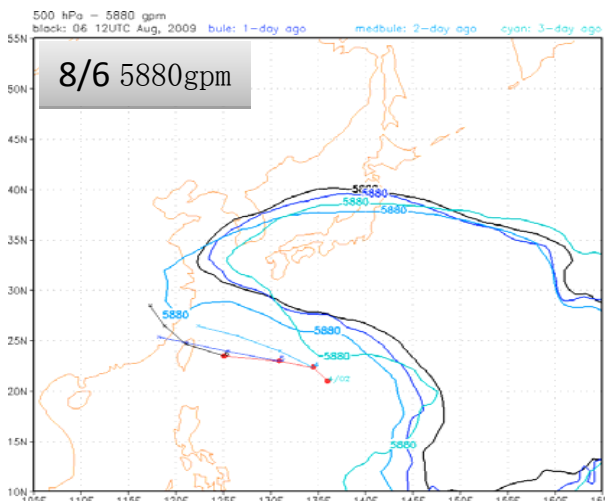 500 hPa - 5880 gpm
black: 06 12UTC Aug, 2009 bule: 1-day ago medbule: 2-day ago cyan: 3-day ago
8/6 5880gpm
55N
50N
45N
40N
35N
30N
25N
20N
15N
10N
5880
5880
5880
5880
5880
5880
5880
110E
115E
120E
125E
130E
135E
140E
145E
150E
155E
160E